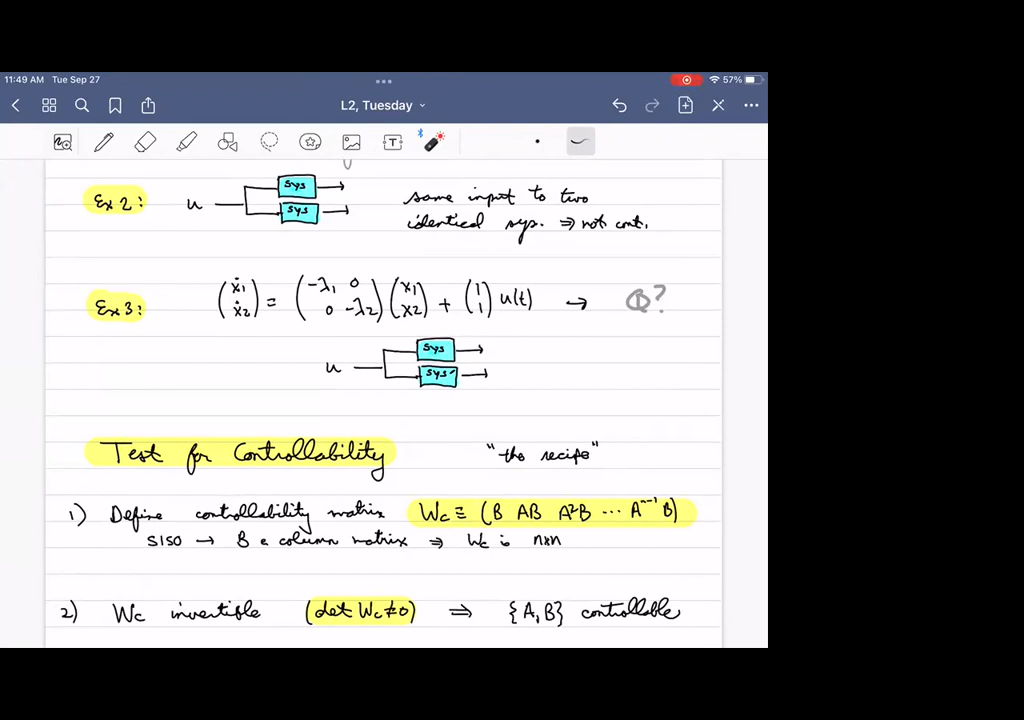 11:49 AM Tue Sep 27
57%
L2, Tuesday
Ex 2: u sys same input to two
sys identical sys. ⇒ not cont.
Ex 3: (ẋ1 ẋ2) = (-λ1 0 0 -λ2)(x1 x2) + (1 1) u(t) →
u sys
sys'
Test for Controllability "the recipe"
1) Define controllability matrix Wc ≡ (B AB A²B ... Aⁿ⁻¹B)
SISO → B a column matrix ⇒ Wc is n×n
2) Wc invertible (det Wc ≠ 0) ⇒ {A, B} controllable